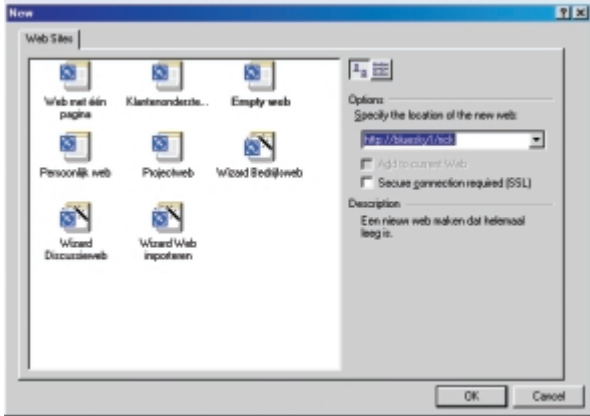 New
Web Sites
Web met één
pagina
Klantenonderste...
Empty web
Persoonlijk web
Projectweb
Wizard Bedrijfsweb
Wizard
Discussieweb
Wizard Web
importeren
Options
Specify the location of the new web:
http://bluesky1/nick
Add to current Web
Secure connection required (SSL)
Description
Een nieuw web maken dat helemaal
leeg is.
OK
Cancel